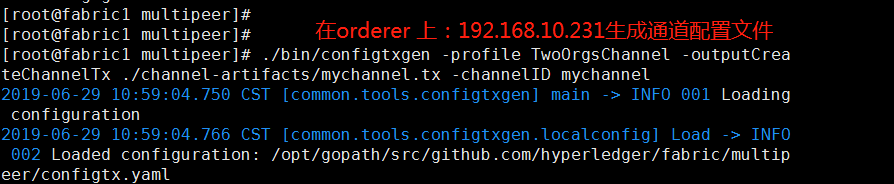 [root@fabric1 multipeer]#
[root@fabric1 multipeer]#
在orderer 上：192.168.10.231生成通道配置文件
[root@fabric1 multipeer]# ./bin/configtxgen -profile TwoOrgsChannel -outputCrea
teChannelTx ./channel-artifacts/mychannel.tx -channelID mychannel
2019-06-29 10:59:04.750 CST [common.tools.configtxgen] main -> INFO 001 Loading
 configuration
2019-06-29 10:59:04.766 CST [common.tools.configtxgen.localconfig] Load -> INFO
 002 Loaded configuration: /opt/gopath/src/github.com/hyperledger/fabric/multip
eer/configtx.yaml